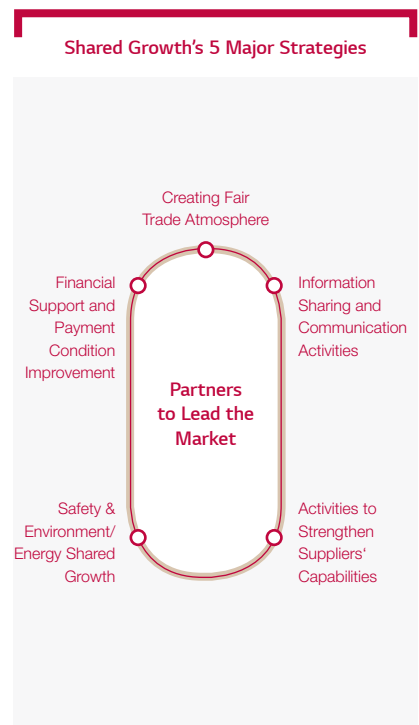 Shared Growth's 5 Major Strategies
Creating Fair
Trade Atmosphere
Financial
Support and
Payment
Condition
Improvement
Information
Sharing and
Communication
Activities
Partners
to Lead the
Market
Safety &
Environment/
Energy Shared
Growth
Activities to
Strengthen
Suppliers‘
Capabilities